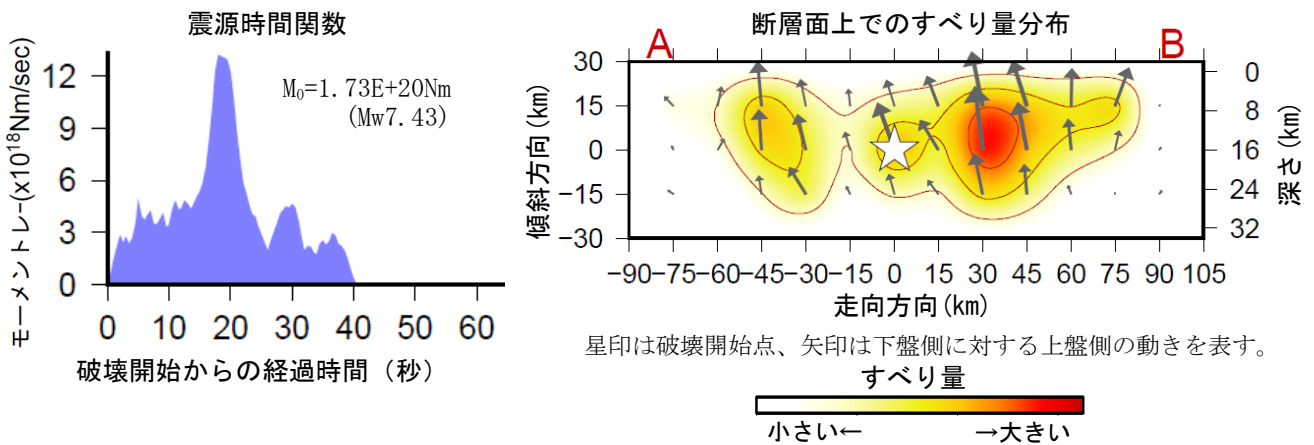 震源時間関数
モーメントレｰ(x10¹⁸Nm/sec)
12
9
6
3
0
M₀=1.73E+20Nm
(Mw7.43)
0 10 20 30 40 50 60
破壊開始からの経過時間（秒）
断層面上でのすべり量分布
A B
傾斜方向(km)
30
15
0
−15
−30
0
8
16
24
32
深さ(km)
−90 −75 −60 −45 −30 −15 0 15 30 45 60 75 90 105
走向方向(km)
星印は破壊開始点、矢印は下盤側に対する上盤側の動きを表す。
すべり量
小さい← →大きい